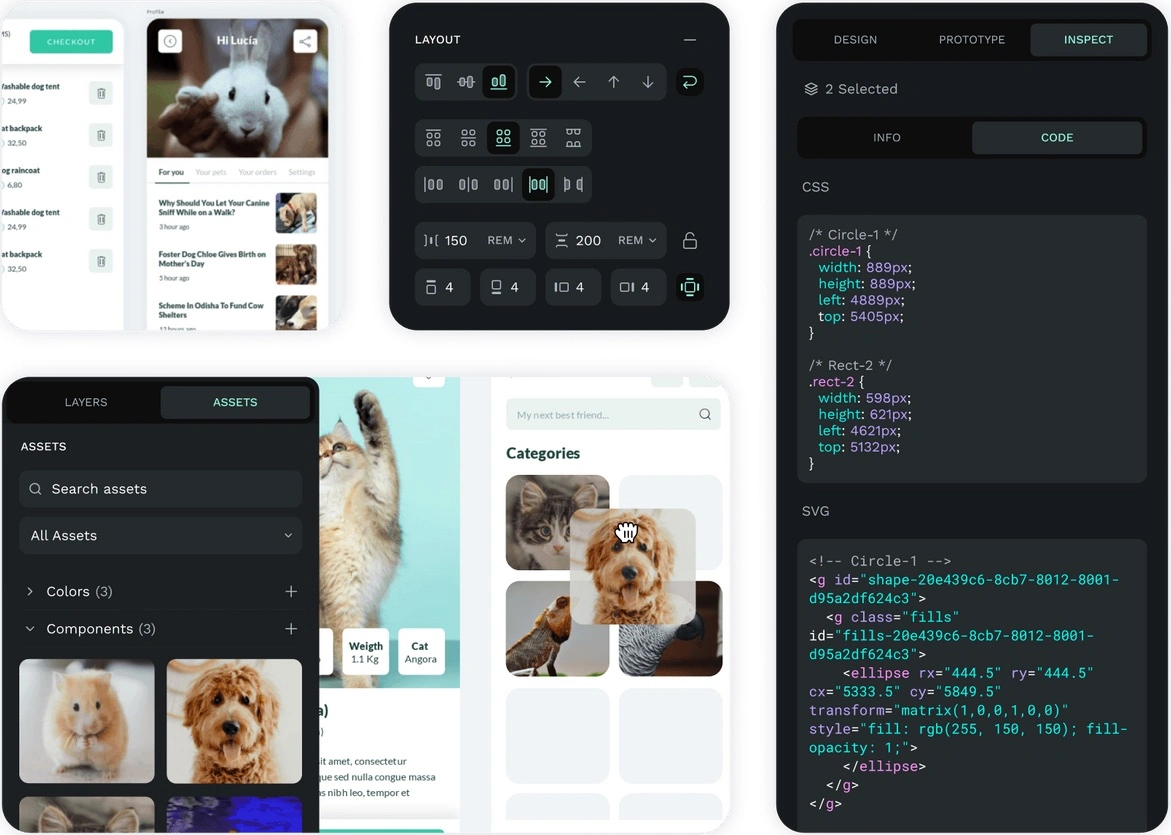 CHECKOUT
Washable dog tent
24,99
at backpack
32,50
og raincoat
6,80
Washable dog tent
24,99
at backpack
32,50
Profile
Hi Lucía
For you Your pets Your orders Settings
Why Should You Let Your Canine
Sniff While on a Walk?
3 hour ago
Foster Dog Chloe Gives Birth on
Mother's Day
5 hour ago
Scheme In Odisha To Fund Cow
Shelters
12 hours ago
LAYOUT
150 REM 200 REM
4 4 4 4
DESIGN PROTOTYPE INSPECT
2 Selected
INFO CODE
CSS
/* Circle-1 */
.circle-1 {
width: 889px;
height: 889px;
left: 4889px;
top: 5405px;
}
/* Rect-2 */
.rect-2 {
width: 598px;
height: 621px;
left: 4621px;
top: 5132px;
}
SVG
<!-- Circle-1 -->
<g id="shape-20e439c6-8cb7-8012-8001-
d95a2df624c3">
<g class="fills"
id="fills-20e439c6-8cb7-8012-8001-
d95a2df624c3">
<ellipse rx="444.5" ry="444.5"
cx="5333.5" cy="5849.5"
transform="matrix(1,0,0,1,0,0)"
style="fill: rgb(255, 150, 150); fill-
opacity: 1;">
</ellipse>
</g>
</g>
LAYERS ASSETS
ASSETS
Search assets
All Assets
Colors (3)
Components (3)
Weigth
1.1 Kg
Cat
Angora
a)
sit amet, consectetur
que sed nulla congue massa
as nibh leo, tempor et
My next best friend...
Categories